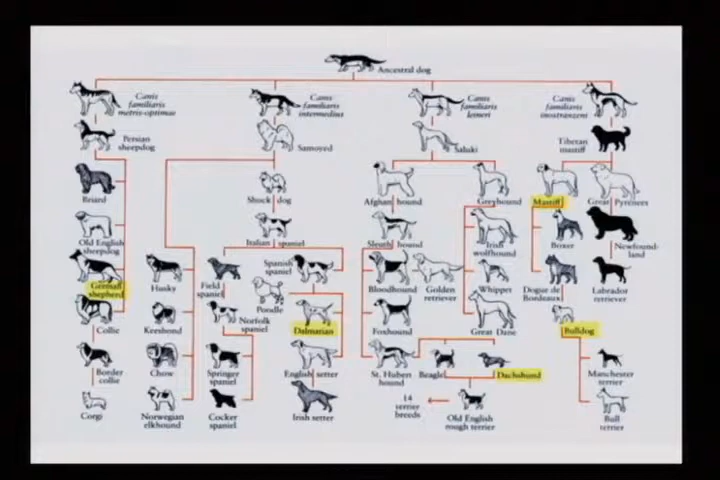 Ancestral dog
Canis
familiaris
metris-optimae
Canis
familiaris
intermedius
Canis
familiaris
leineri
Canis
familiaris
inostranzevi
Persian
sheepdog
Samoyed
Saluki
Tibetan
mastiff
Briard
Shock dog
Afghan hound
Greyhound
Mastiff
Great Pyrenees
Old English
sheepdog
Italian spaniel
Sleuth hound
Irish
wolfhound
Boxer
Newfound-
land
German
shepherd
Husky
Field
spaniel
Spanish
spaniel
Poodle
Bloodhound
Golden
retriever
Whippet
Dogue de
Bordeaux
Labrador
retriever
Collie
Keeshond
Norfolk
spaniel
Dalmatian
Foxhound
Great Dane
Bulldog
Border
collie
Chow
Springer
spaniel
English setter
St. Hubert
hound
Beagle
Dachshund
Manchester
terrier
Corgi
Norwegian
elkhound
Cocker
spaniel
Irish setter
14
terrier
breeds
Old English
rough terrier
Bull
terrier